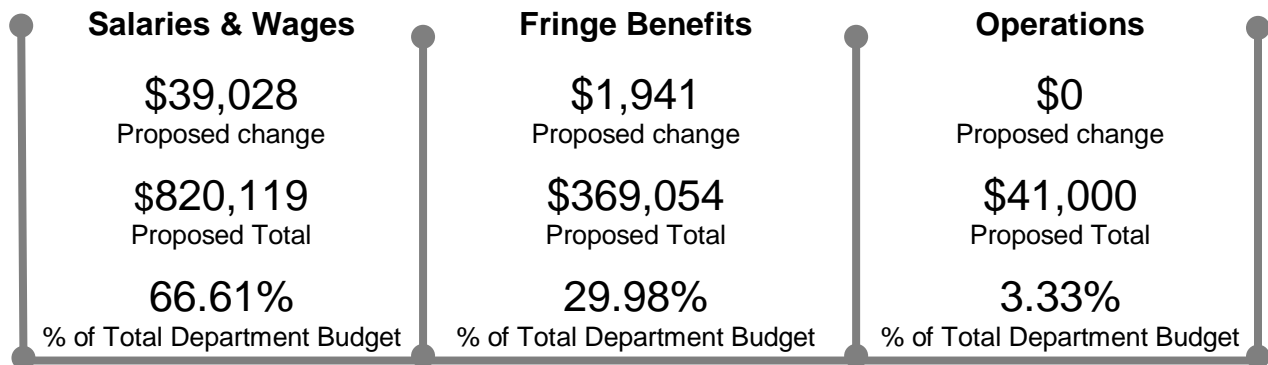 Salaries & Wages
$39,028
Proposed change
$820,119
Proposed Total
66.61%
% of Total Department Budget
Fringe Benefits
$1,941
Proposed change
$369,054
Proposed Total
29.98%
% of Total Department Budget
Operations
$0
Proposed change
$41,000
Proposed Total
3.33%
% of Total Department Budget